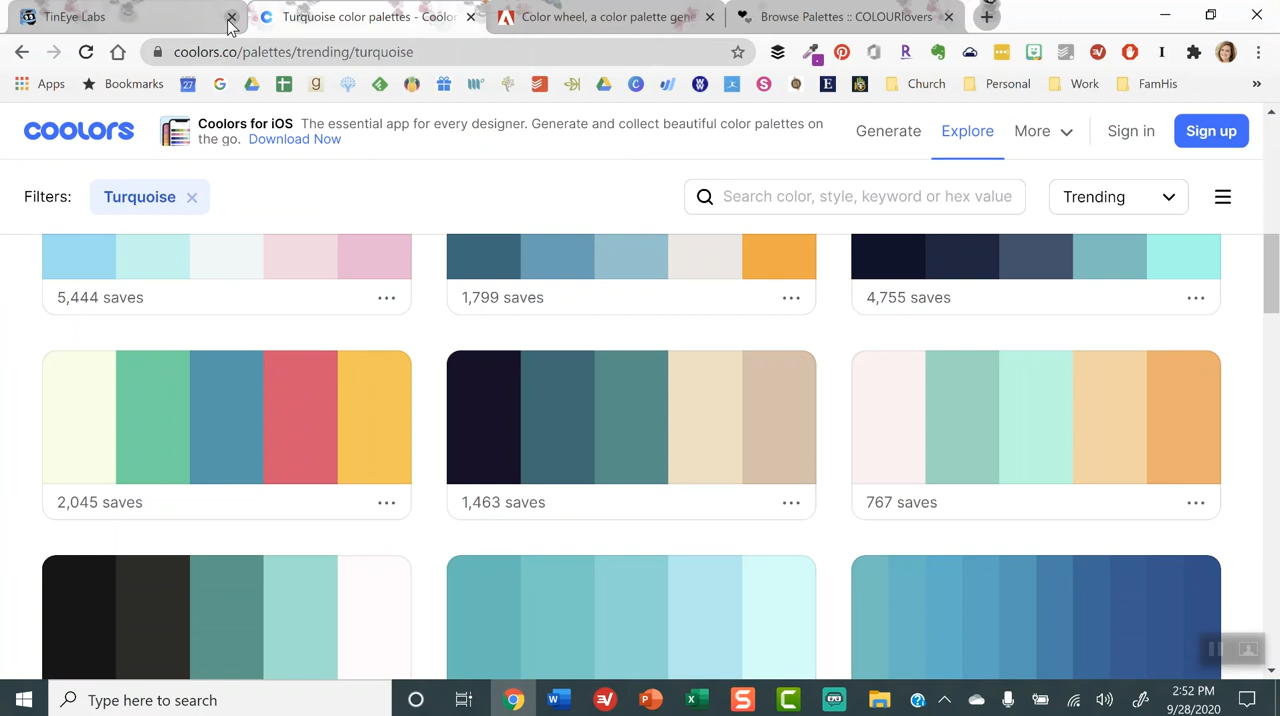 TinEye Labs
Turquoise color palettes - Coolor
Color wheel, a color palette gene
Browse Palettes :: COLOURlovers
coolors.co/palettes/trending/turquoise
Apps
Bookmarks
27
Church
Personal
Work
FamHis
coolors
Coolors for iOS The essential app for every designer. Generate and collect beautiful color palettes on
the go. Download Now
Generate
Explore
More
Sign in
Sign up
Filters:
Turquoise
Search color, style, keyword or hex value
Trending
5,444 saves
1,799 saves
4,755 saves
2,045 saves
1,463 saves
767 saves
Type here to search
2:52 PM
9/28/2020